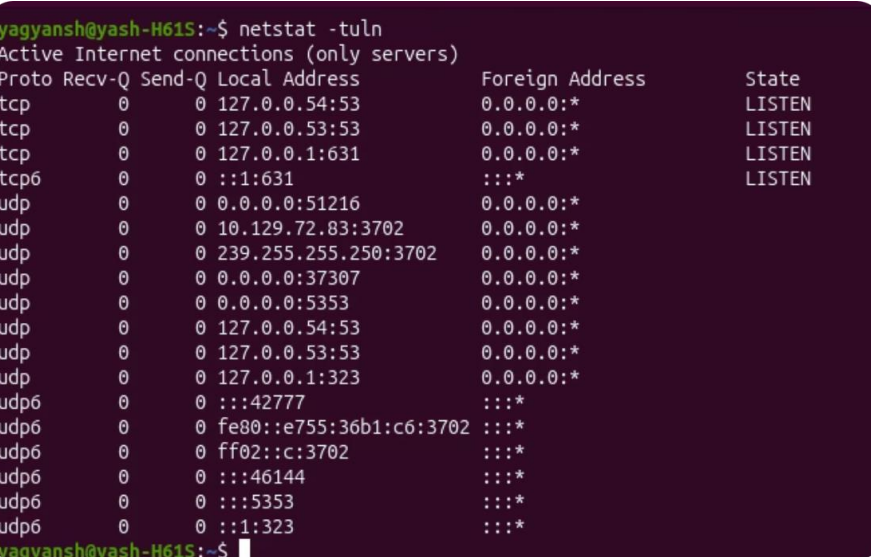 yagyansh@yash-H61S:~$ netstat -tuln
Active Internet connections (only servers)
Proto Recv-Q Send-Q Local Address           Foreign Address         State
tcp        0      0 127.0.0.54:53           0.0.0.0:*               LISTEN
tcp        0      0 127.0.0.53:53           0.0.0.0:*               LISTEN
tcp        0      0 127.0.0.1:631           0.0.0.0:*               LISTEN
tcp6       0      0 ::1:631                 :::*                    LISTEN
udp        0      0 0.0.0.0:51216           0.0.0.0:*
udp        0      0 10.129.72.83:3702       0.0.0.0:*
udp        0      0 239.255.255.250:3702    0.0.0.0:*
udp        0      0 0.0.0.0:37307           0.0.0.0:*
udp        0      0 0.0.0.0:5353            0.0.0.0:*
udp        0      0 127.0.0.54:53           0.0.0.0:*
udp        0      0 127.0.0.53:53           0.0.0.0:*
udp        0      0 127.0.0.1:323           0.0.0.0:*
udp6       0      0 :::42777                :::*
udp6       0      0 fe80::e755:36b1:c6:3702 :::*
udp6       0      0 ff02::c:3702            :::*
udp6       0      0 :::46144                :::*
udp6       0      0 :::5353                 :::*
udp6       0      0 ::1:323                 :::*
yagyansh@yash-H61S:~$